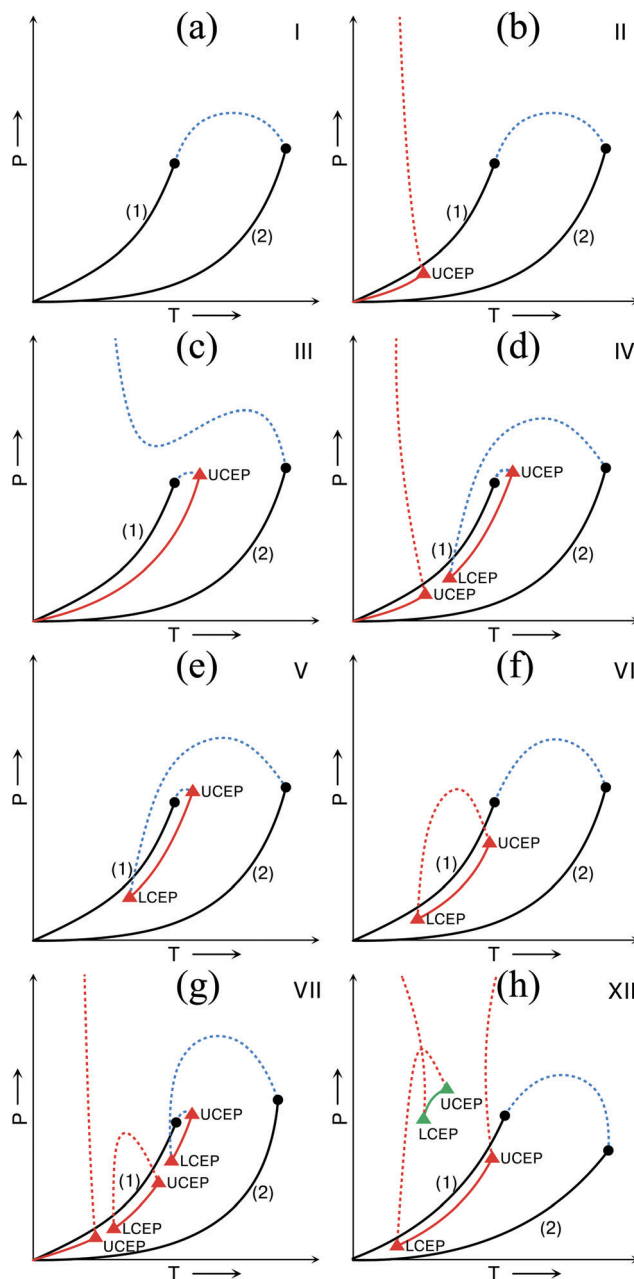 (a) I
P
(1)
(2)
T
(b) II
P
(1)
UCEP
(2)
T
(c) III
P
UCEP
(1)
(2)
T
(d) IV
P
UCEP
(1)
LCEP
UCEP
(2)
T
(e) V
P
UCEP
(1)
LCEP
(2)
T
(f) VI
P
(1)
UCEP
LCEP
(2)
T
(g) VII
P
UCEP
LCEP
(1)
UCEP
LCEP
UCEP
(2)
T
(h) XII
P
UCEP
LCEP
(1)
UCEP
LCEP
(2)
T